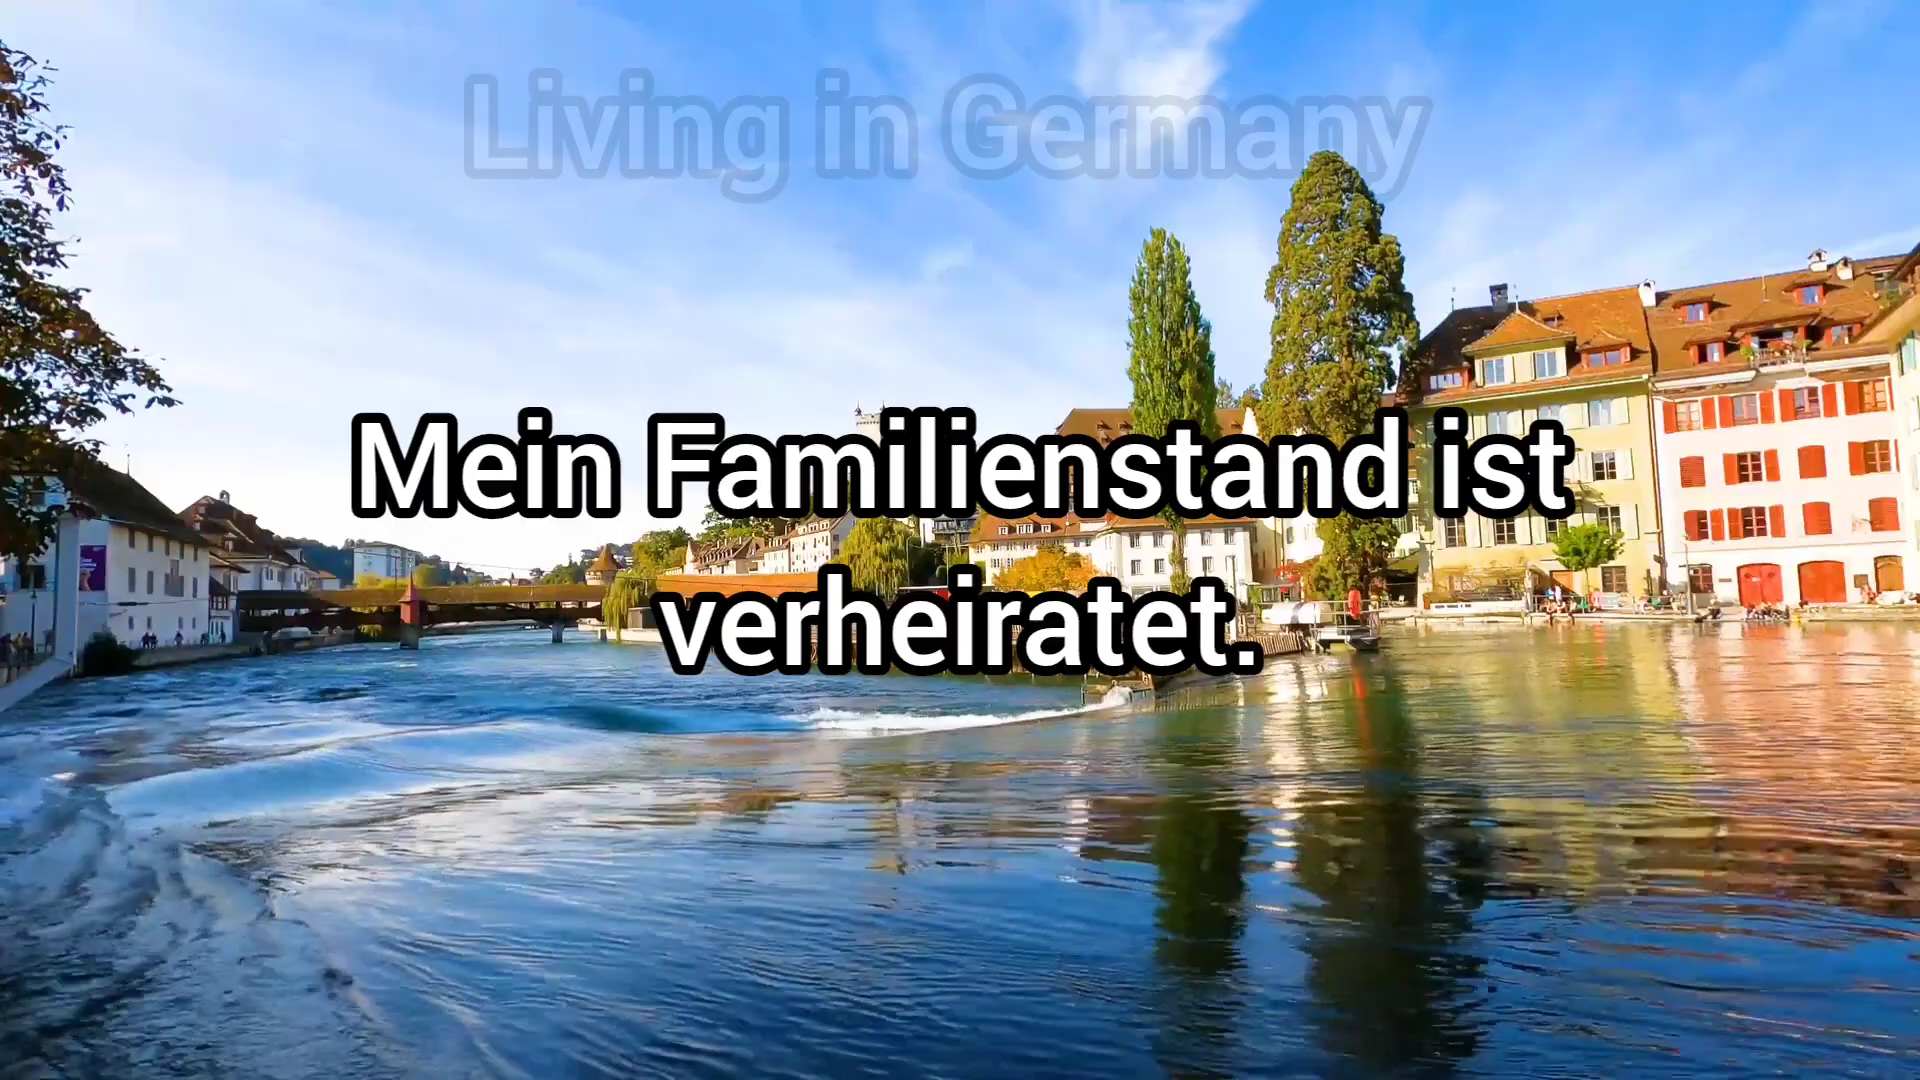 Living in Germany
Mein Familienstand ist
verheiratet.